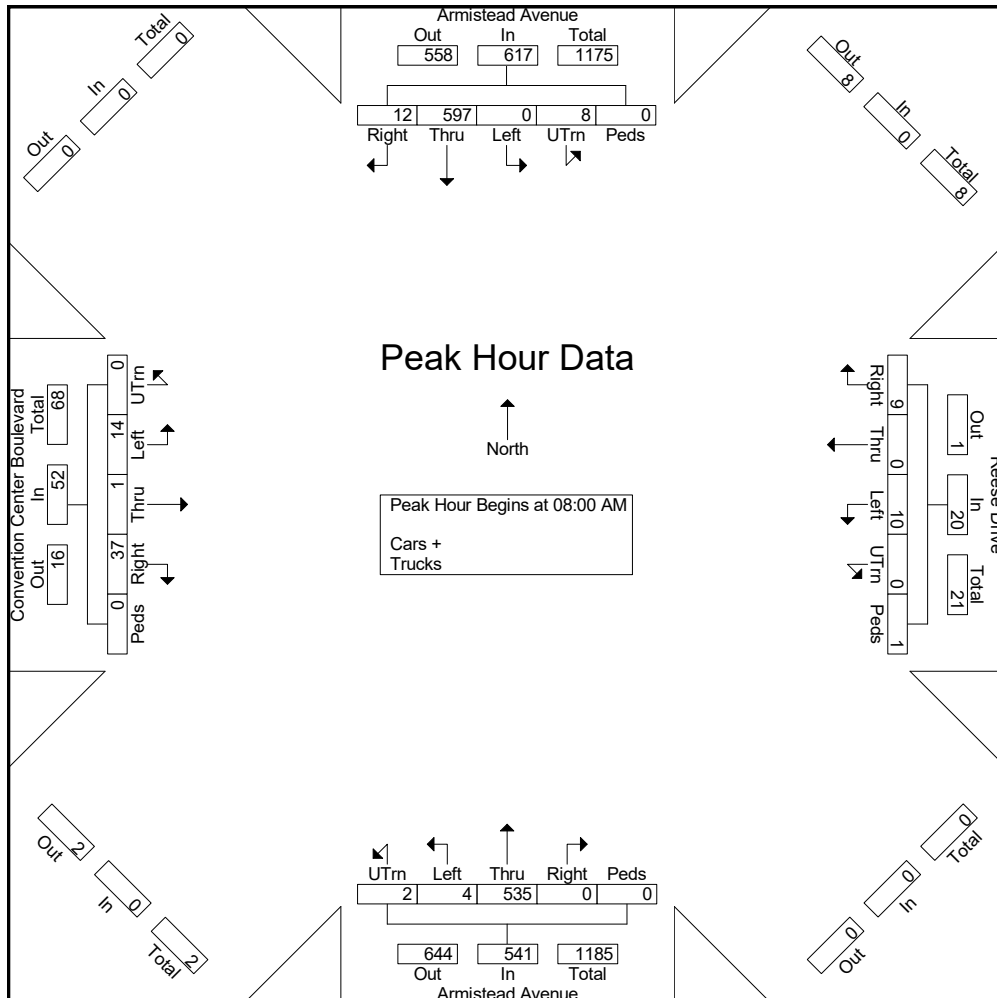 Armistead Avenue
Out In Total
558 617 1175
12 597 0 8 0
Right Thru Left UTrn Peds
Total 0
In 0
Out 0
Out 8
In 0
Total 8
Convention Center Boulevard
Total 68
In 52
Out 16
0 UTrn
14 Left
1 Thru
37 Right
0 Peds
Peak Hour Data
North
Peak Hour Begins at 08:00 AM
Cars +
Trucks
Right 9
Thru 0
Left 10
UTrn 0
Peds 1
Out 1
In 20
Total 21
Reese Drive
Out 2
In 0
Total 2
UTrn Left Thru Right Peds
2 4 535 0 0
644 541 1185
Out In Total
Armistead Avenue
Total 0
In 0
Out 0